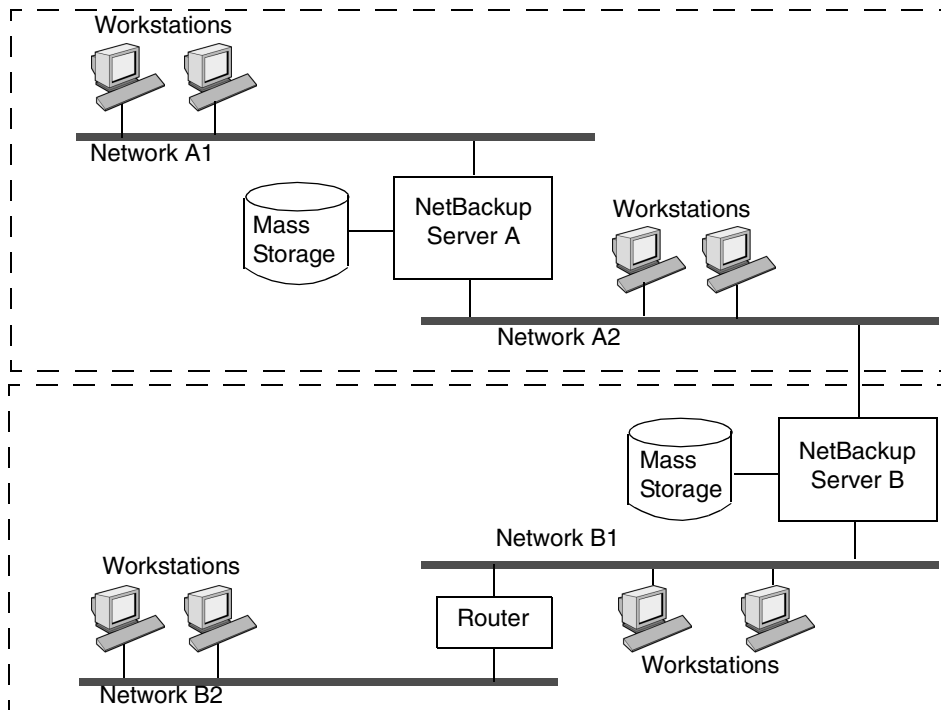 Workstations
Network A1
NetBackup
Server A
Mass
Storage
Workstations
Network A2
NetBackup
Server B
Mass
Storage
Network B1
Workstations
Router
Workstations
Network B2